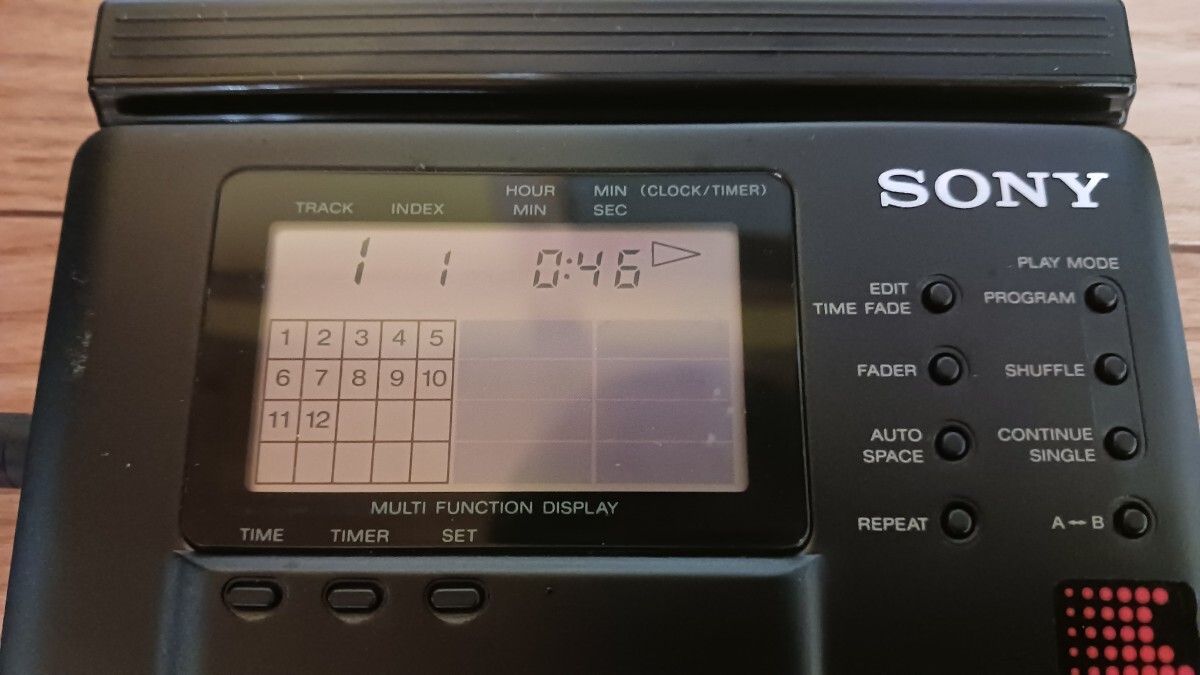 HOUR MIN (CLOCK/TIMER)
TRACK INDEX MIN SEC
SONY
1 1 0:46
1 2 3 4 5
6 7 8 9 10
11 12
MULTI FUNCTION DISPLAY
TIME TIMER SET
PLAY MODE
EDIT
TIME FADE
PROGRAM
FADER
SHUFFLE
AUTO
SPACE
CONTINUE
SINGLE
REPEAT
A↔B